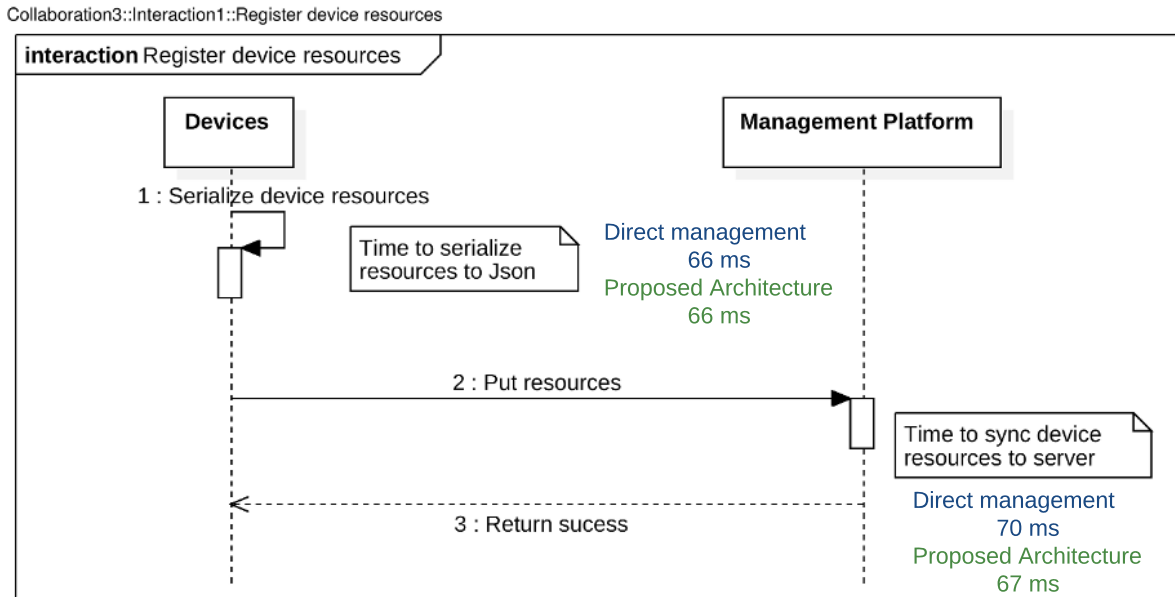 Collaboration3::Interaction1::Register device resources
interaction Register device resources
Devices
Management Platform
1 : Serialize device resources
Time to serialize
resources to Json
Direct management
66 ms
Proposed Architecture
66 ms
2 : Put resources
Time to sync device
resources to server
3 : Return sucess
Direct management
70 ms
Proposed Architecture
67 ms